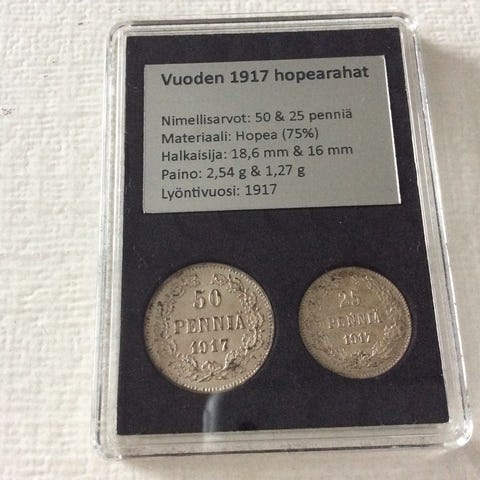 Vuoden 1917 hopearahat
Nimellisarvot: 50 & 25 penniä
Materiaali: Hopea (75%)
Halkaisija: 18,6 mm & 16 mm
Paino: 2,54 g & 1,27 g
Lyöntivuosi: 1917
50
PENNIÄ
1917
25
PENNIÄ
1917